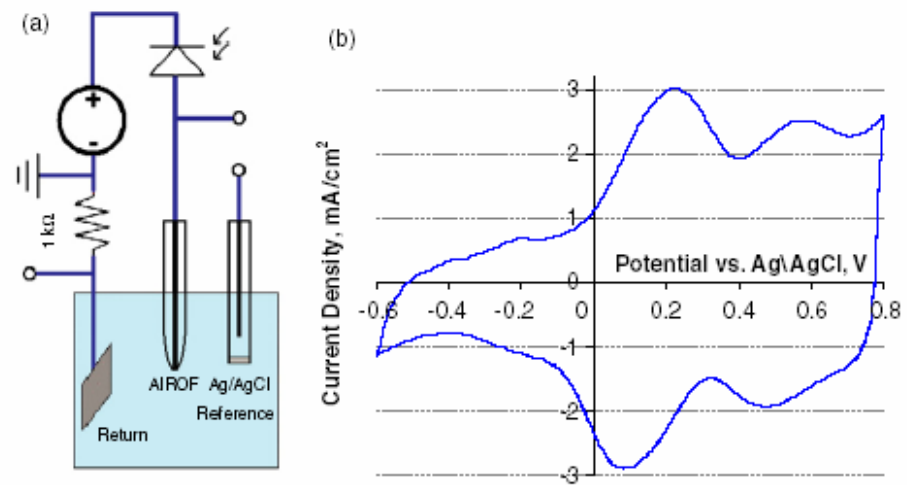 (a)
+
-
1 kΩ
AIROF
Ag/AgCl
Reference
Return
(b)
Current Density, mA/cm²
Potential vs. Ag\AgCl, V
3
2
1
0
-1
-2
-3
-0.6
-0.4
-0.2
0
0.2
0.4
0.6
0.8